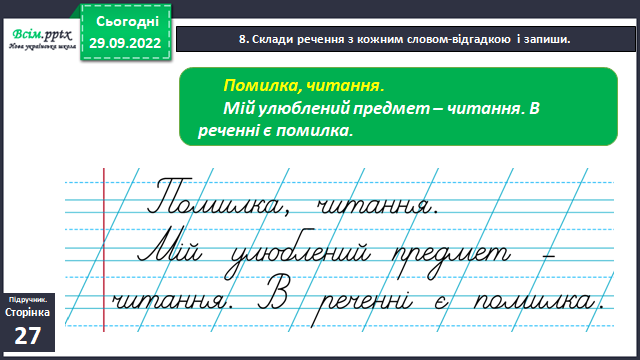 Всім.pptx
Нова українська школа
Сьогодні
29.09.2022
8. Склади речення з кожним словом-відгадкою і запиши.
Помилка, читання.
Мій улюблений предмет – читання. В
реченні є помилка.
Помилка, читання.
Мій улюблений предмет –
читання. В реченні є помилка.
Підручник.
Сторінка
27